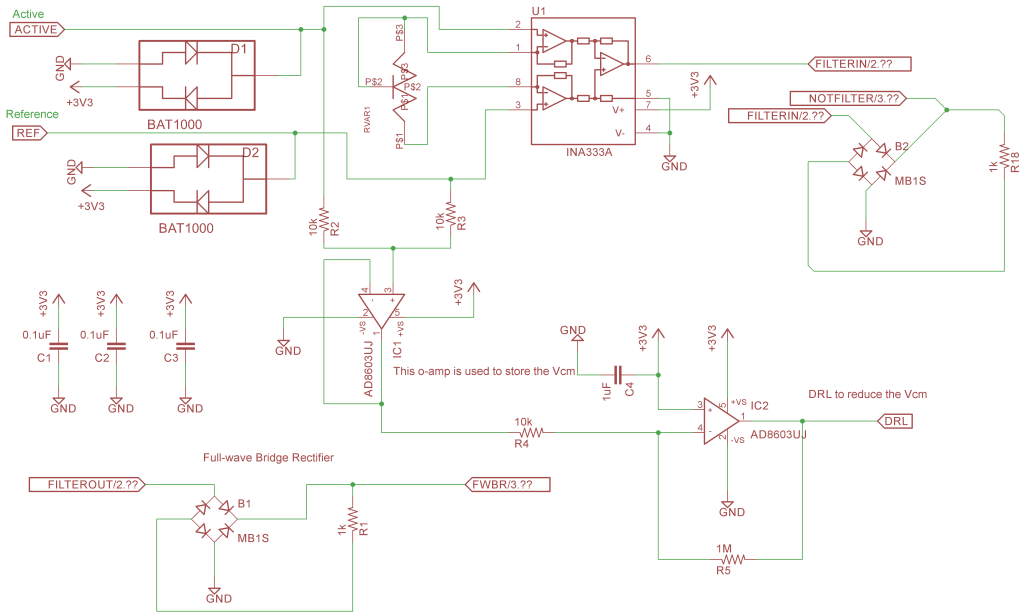 Active
ACTIVE
GND
+3V3
D1
BAT1000
Reference
REF
GND
+3V3
D2
BAT1000
P$3
P$3
P$2
P$2
P$1
P$1
RVAR1
U1
2
1
8
3
6
5
7
4
V+
V-
INA333A
+3V3
GND
FILTERIN/2.??
NOTFILTER/3.??
FILTERIN/2.??
B2
MB1S
GND
1k
R18
10k
R2
10k
R3
4
3
-
+
2
5
-VS
+VS
1
IC1
AD8603UJ
GND
+3V3
+3V3
0.1uF
C1
GND
+3V3
0.1uF
C2
GND
+3V3
0.1uF
C3
GND
This o-amp is used to store the Vcm
GND
1uF
C4
+3V3
+3V3
3
+
4
-
5
+VS
2
-VS
1
IC2
AD8603UJ
GND
DRL to reduce the Vcm
DRL
10k
R4
1M
R5
Full-wave Bridge Rectifier
FILTEROUT/2.??
B1
MB1S
GND
1k
R1
FWBR/3.??